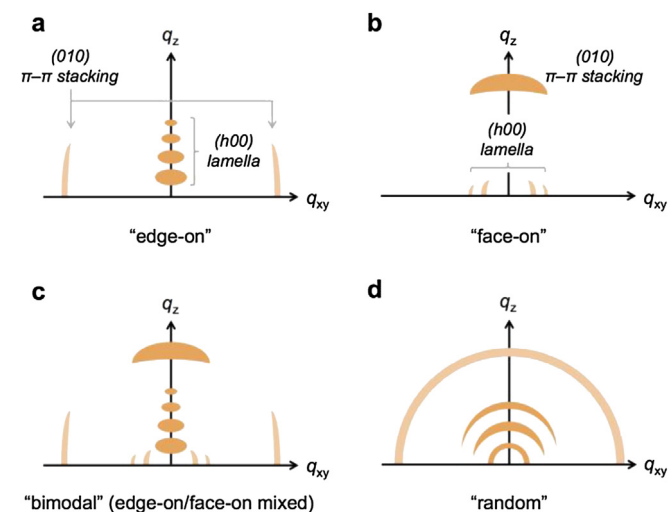 a
q_z
(010)
π–π stacking
(h00)
lamella
q_xy
"edge-on"
b
q_z
(010)
π–π stacking
(h00)
lamella
q_xy
"face-on"
c
q_z
q_xy
"bimodal" (edge-on/face-on mixed)
d
q_z
q_xy
"random"